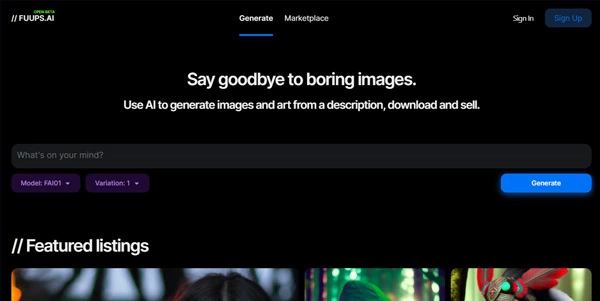 OPEN BETA
// FUUPS.AI
Generate
Marketplace
Sign In
Sign Up
Say goodbye to boring images.
Use AI to generate images and art from a description, download and sell.
What's on your mind?
Model: FAI01
Variation: 1
Generate
// Featured listings